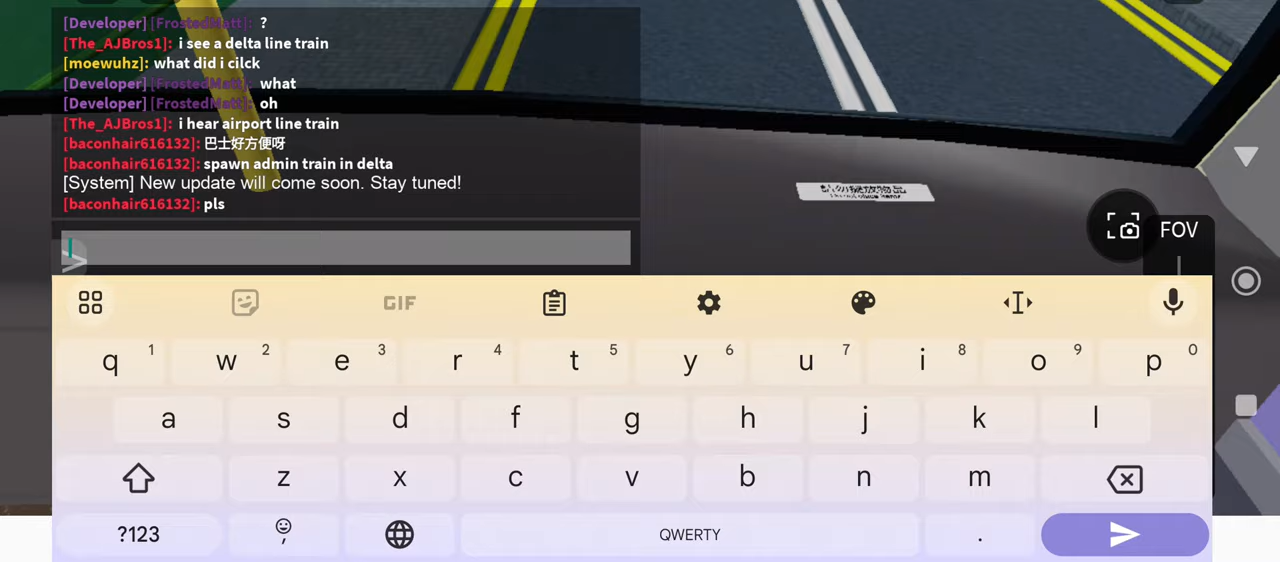 [Developer] [FrostedMatt]: ?
[The_AJBros1]: i see a delta line train
[moewuhz]: what did i cilck
[Developer] [FrostedMatt]: what
[Developer] [FrostedMatt]: oh
[The_AJBros1]: i hear airport line train
[baconhair616132]: 巴士好方便呀
[baconhair616132]: spawn admin train in delta
[System] New update will come soon. Stay tuned!
[baconhair616132]: pls
FOV
GIF
q 1 w 2 e 3 r 4 t 5 y 6 u 7 i 8 o 9 p 0
a s d f g h j k l
z x c v b n m
?123 , QWERTY .